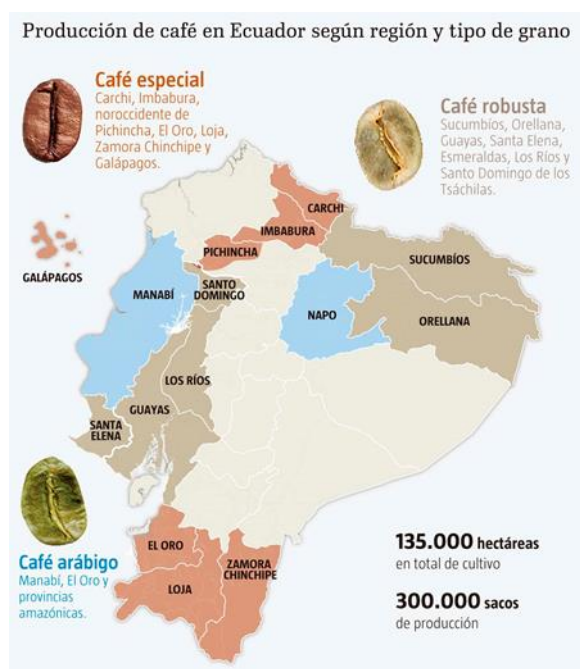 Producción de café en Ecuador según región y tipo de grano
Café especial
Carchi, Imbabura,
noroccidente de
Pichincha, El Oro, Loja,
Zamora Chinchipe y
Galápagos.
Café robusta
Sucumbíos, Orellana,
Guayas, Santa Elena,
Esmeraldas, Los Ríos y
Santo Domingo de los
Tsáchilas.
CARCHI
IMBABURA
PICHINCHA
GALÁPAGOS
SUCUMBÍOS
MANABÍ
SANTO
DOMINGO
NAPO
ORELLANA
LOS RÍOS
GUAYAS
SANTA
ELENA
Café arábigo
Manabí, El Oro y
provincias
amazónicas.
EL ORO
ZAMORA
CHINCHIPE
LOJA
135.000 hectáreas
en total de cultivo
300.000 sacos
de producción